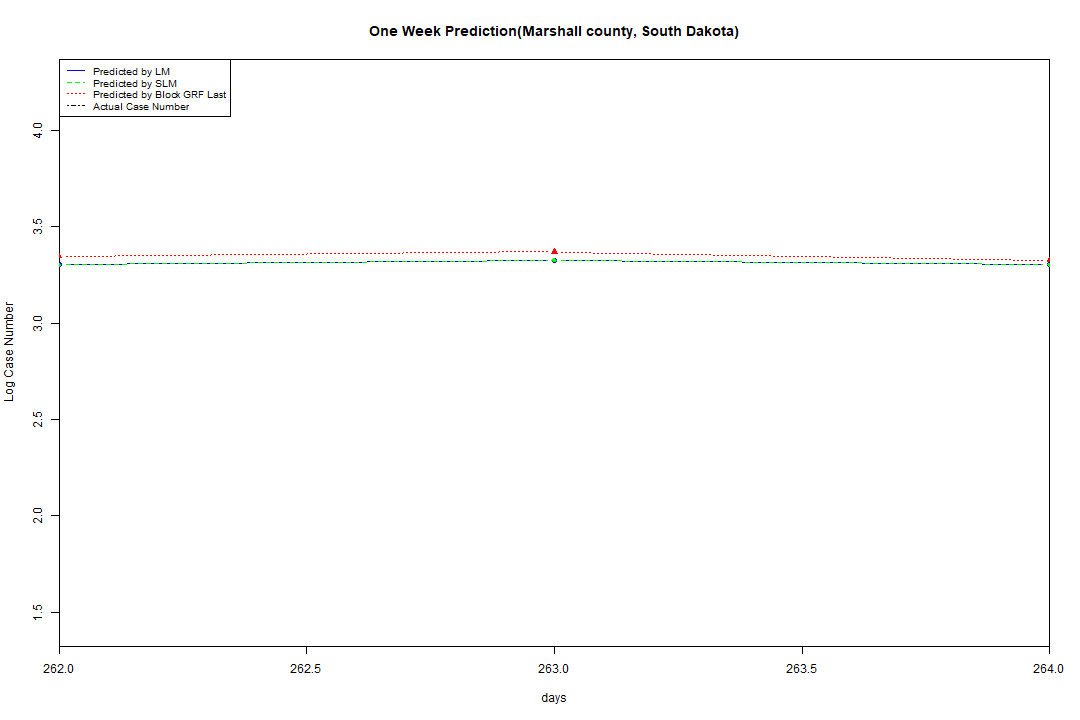 One Week Prediction(Marshall county, South Dakota)
Predicted by LM
Predicted by SLM
Predicted by Block GRF Last
Actual Case Number
Log Case Number
4.0
3.5
3.0
2.5
2.0
1.5
262.0 262.5 263.0 263.5 264.0
days